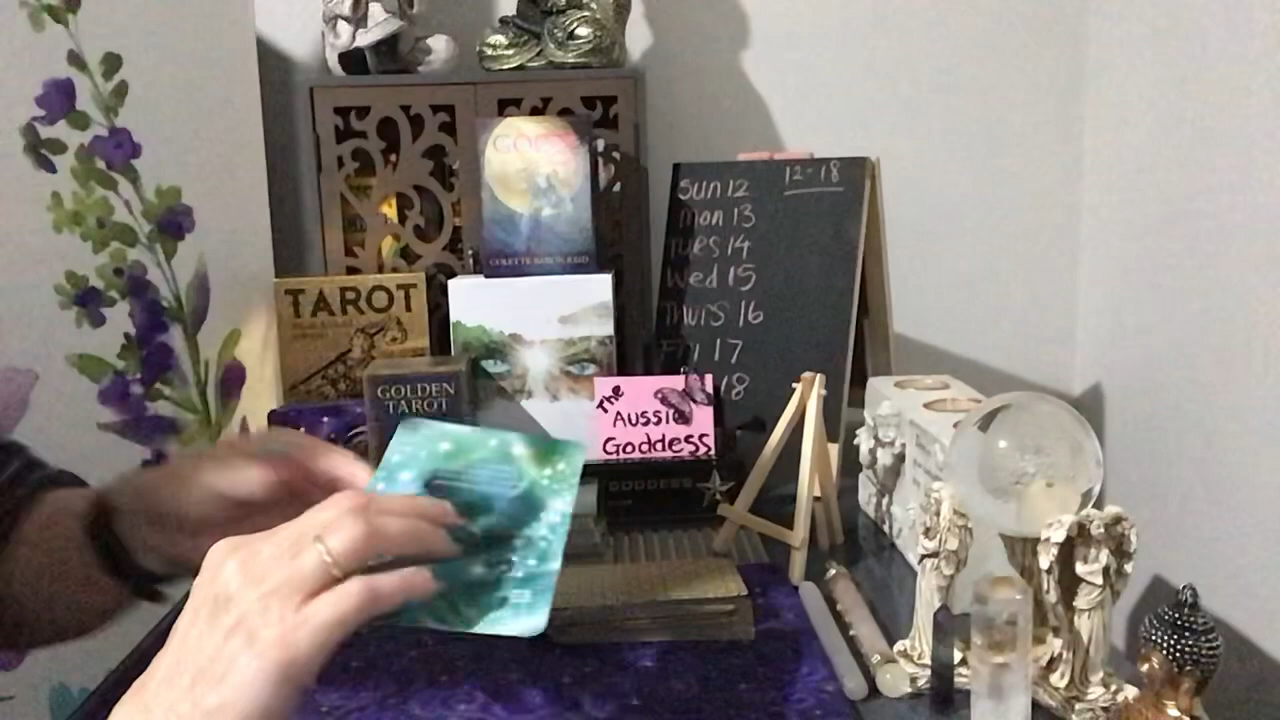 COLETTE BARON-REID
12-18
Sun 12
Mon 13
Tues 14
Wed 15
Thurs 16
Fri 17
18
TAROT
GOLDEN
TAROT
The
Aussie
Goddess
GODDESS